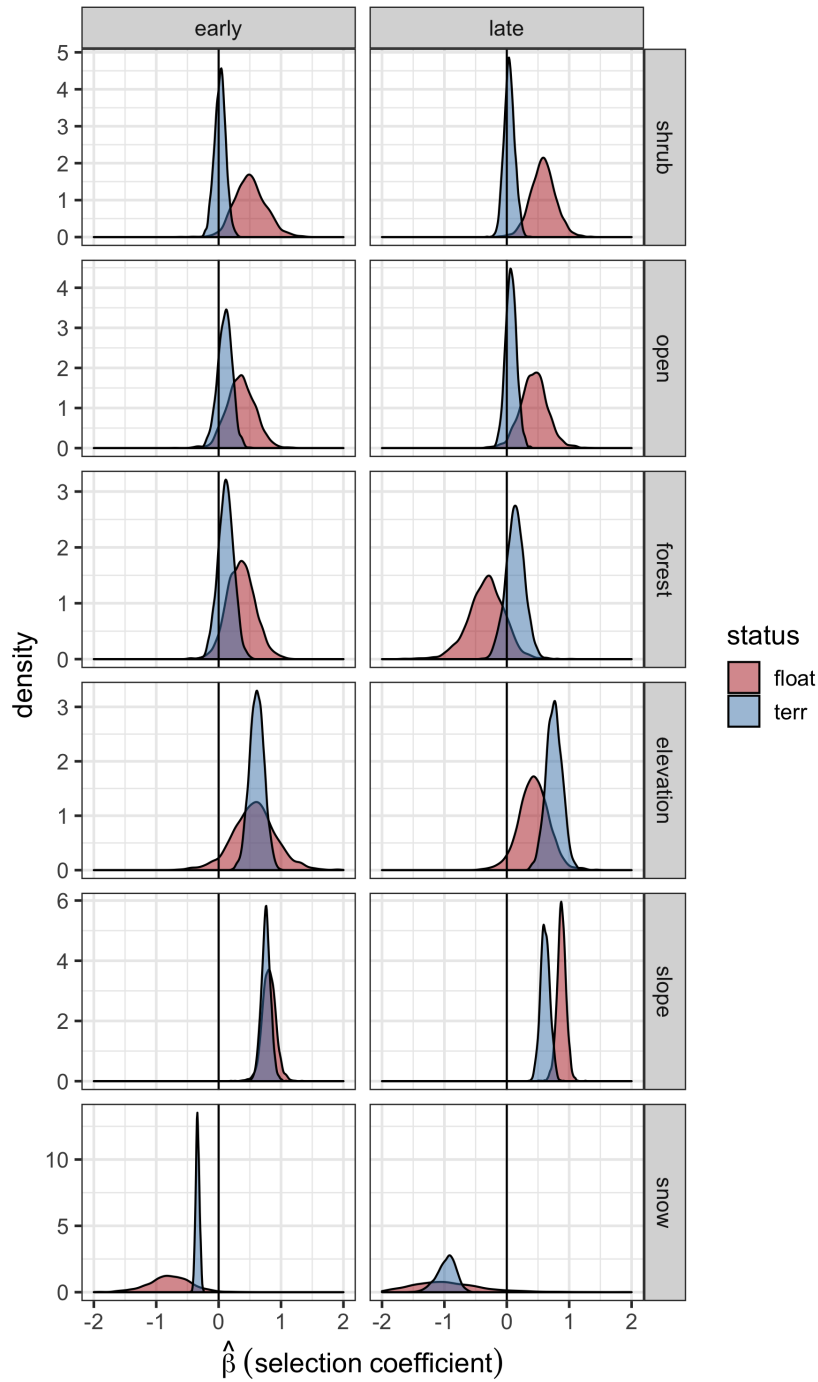 early late
5
4
3
2
1
0
shrub
4
3
2
1
0
open
3
2
1
0
forest
3
2
1
0
elevation
6
4
2
0
slope
10
5
0
snow
-2 -1 0 1 2 -2 -1 0 1 2
β̂ (selection coefficient)
density
status
float
terr